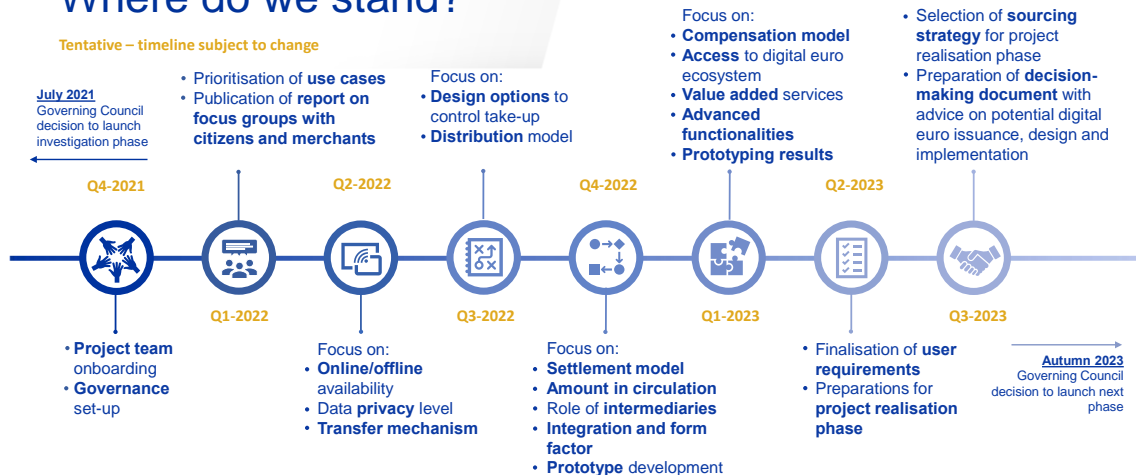 Where do we stand?
Tentative – timeline subject to change
July 2021
Governing Council
decision to launch
investigation phase
Q4-2021
• Project team
onboarding
• Governance
set-up
• Prioritisation of use cases
• Publication of report on
focus groups with
citizens and merchants
Q1-2022
Q2-2022
Focus on:
• Online/offline
availability
• Data privacy level
• Transfer mechanism
Focus on:
• Design options to
control take-up
• Distribution model
Q3-2022
Q4-2022
Focus on:
• Settlement model
• Amount in circulation
• Role of intermediaries
• Integration and form
factor
• Prototype development
Focus on:
• Compensation model
• Access to digital euro
ecosystem
• Value added services
• Advanced
functionalities
• Prototyping results
Q1-2023
Q2-2023
• Finalisation of user
requirements
• Preparations for
project realisation
phase
• Selection of sourcing
strategy for project
realisation phase
• Preparation of decision-
making document with
advice on potential digital
euro issuance, design and
implementation
Q3-2023
Autumn 2023
Governing Council
decision to launch next
phase